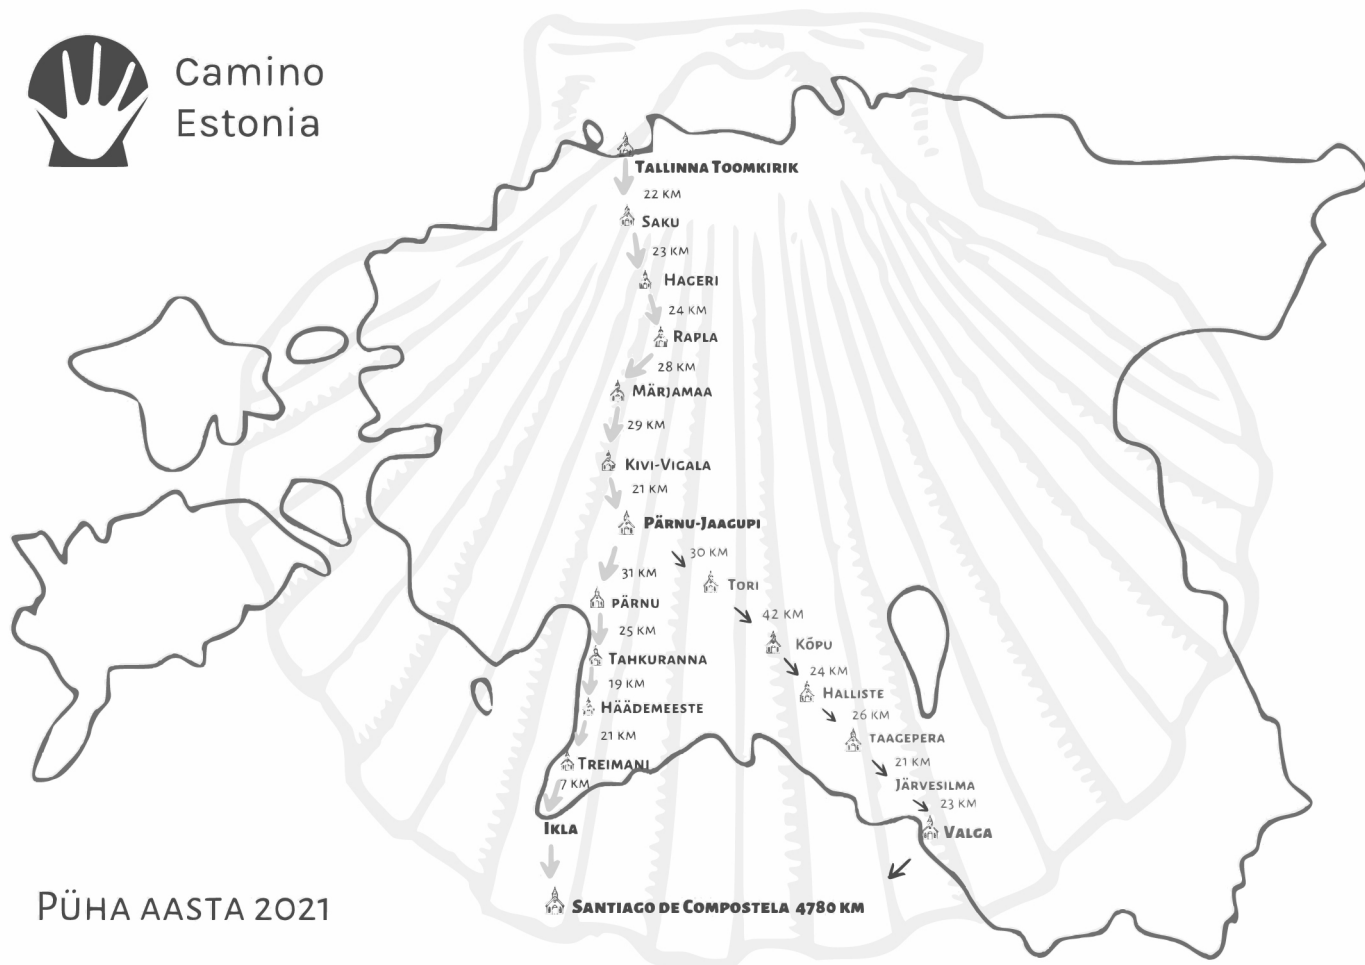 Camino
Estonia
Tallinna Toomkirik
22 km
Saku
23 km
Hageri
24 km
Rapla
28 km
Märjamaa
29 km
Kivi-Vigala
21 km
Pärnu-Jaagupi
30 km
31 km
Tori
Pärnu
42 km
25 km
Kõpu
Tahkuranna
24 km
19 km
Halliste
Häädemeeste
26 km
21 km
Taagepera
Treimani
21 km
7 km
Järvesilma
23 km
Ikla
Valga
Santiago de Compostela 4780 km
Püha aasta 2021